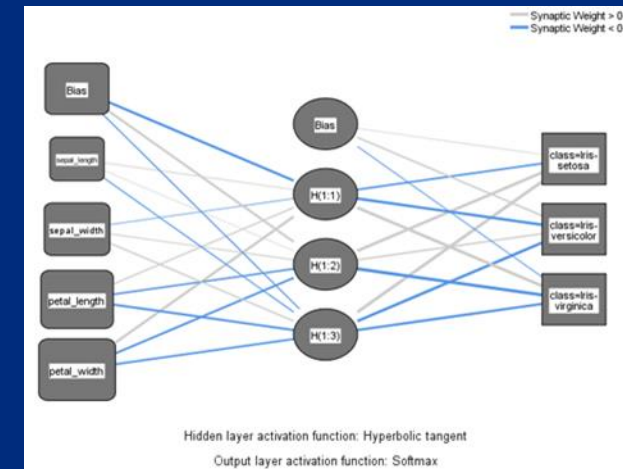 Synaptic Weight > 0
Synaptic Weight < 0
Bias
sepal_length
sepal_width
petal_length
petal_width
Bias
H(1:1)
H(1:2)
H(1:3)
class=Iris-
setosa
class=Iris-
versicolor
class=Iris-
virginica
Hidden layer activation function: Hyperbolic tangent
Output layer activation function: Softmax